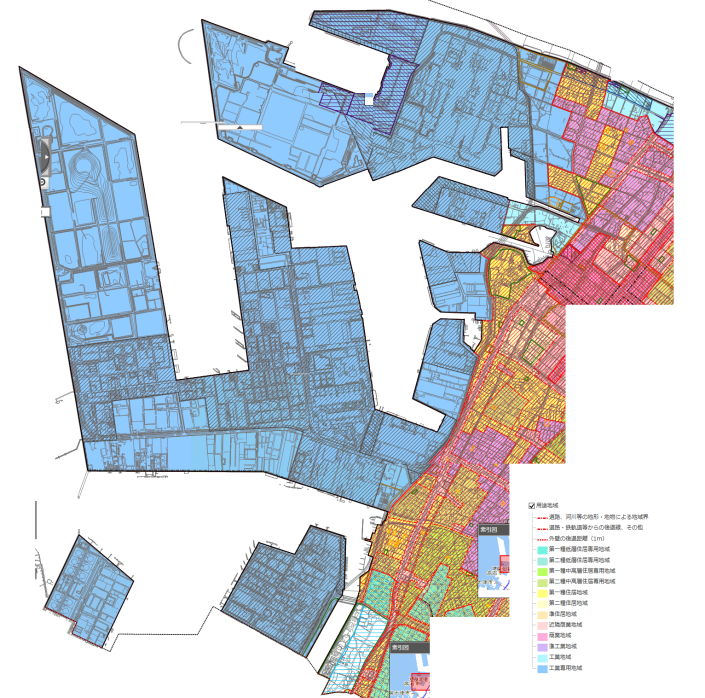 用途地域
道路、河川等の地形・地物による地域界
道路・鉄軌道等からの後退線、その他
外壁の後退距離（1m）
第一種低層住居専用地域
第二種低層住居専用地域
第一種中高層住居専用地域
第二種中高層住居専用地域
第一種住居地域
第二種住居地域
準住居地域
近隣商業地域
商業地域
準工業地域
工業地域
工業専用地域
索引図
索引図